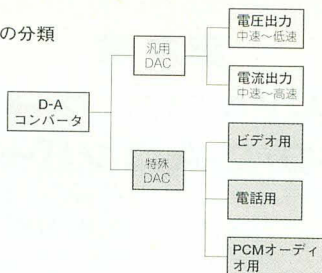 の分類
D-A
コンバータ
汎用
DAC
電圧出力
中速～低速
電流出力
中速～高速
特殊
DAC
ビデオ用
電話用
PCMオーディ
オ用